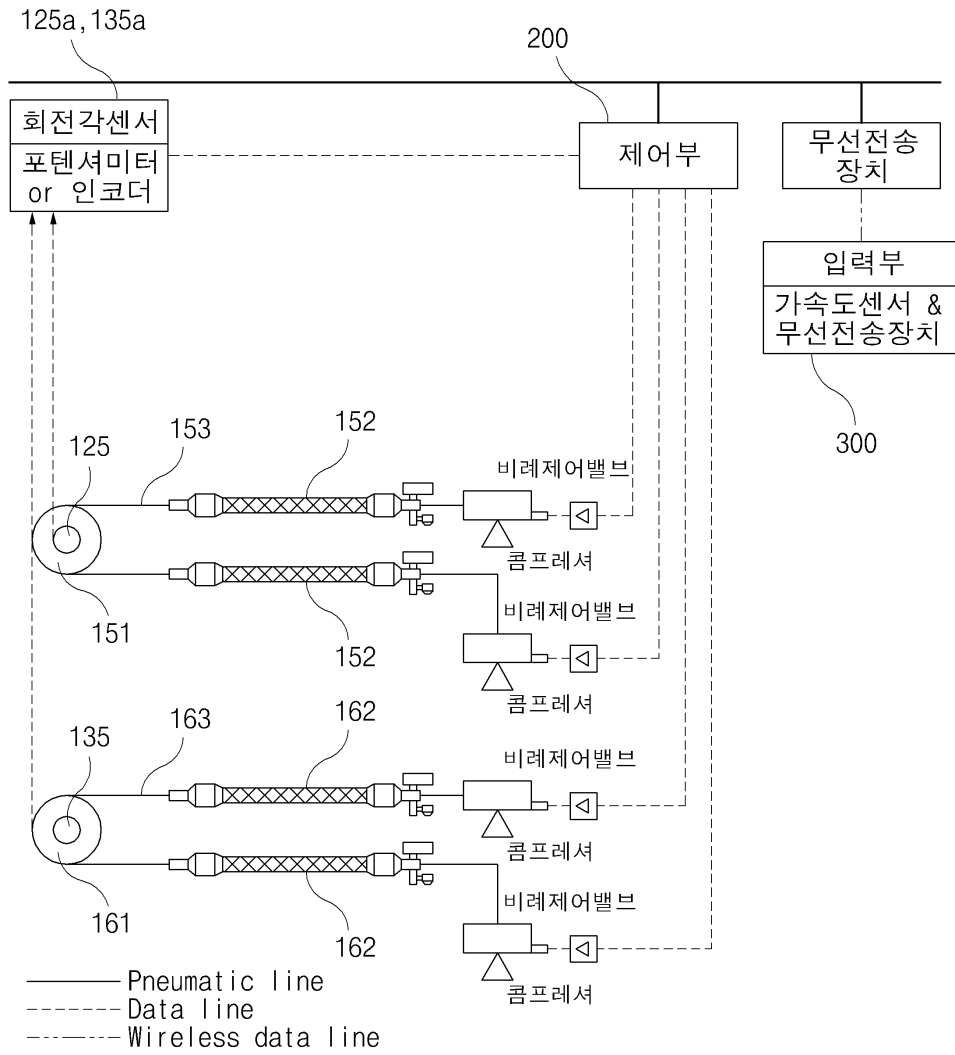 125a,135a
200
회전각센서
포텐셔미터
or 인코더
제어부
무선전송
장치
입력부
가속도센서 &
무선전송장치
300
125
153
152
비례제어밸브
콤프레셔
151
152
비례제어밸브
콤프레셔
135
163
162
비례제어밸브
콤프레셔
161
162
비례제어밸브
콤프레셔
Pneumatic line
Data line
Wireless data line